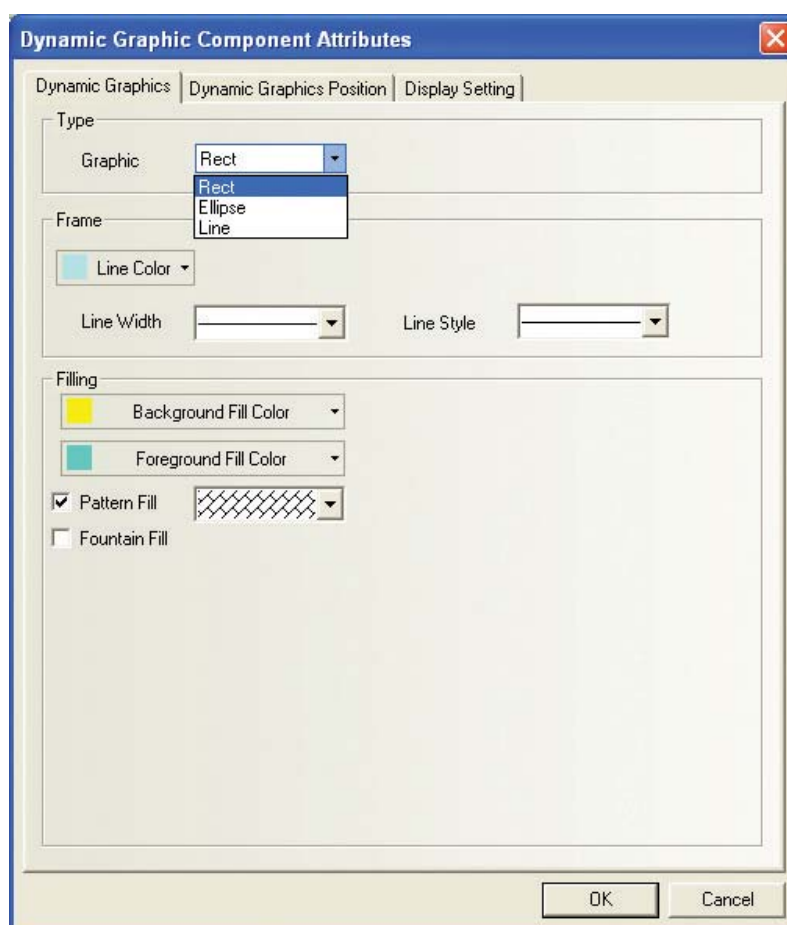 Dynamic Graphic Component Attributes
Dynamic Graphics Dynamic Graphics Position Display Setting
Type
Graphic Rect
Rect
Ellipse
Line
Frame
Line Color
Line Width Line Style
Filling
Background Fill Color
Foreground Fill Color
Pattern Fill
Fountain Fill
OK Cancel